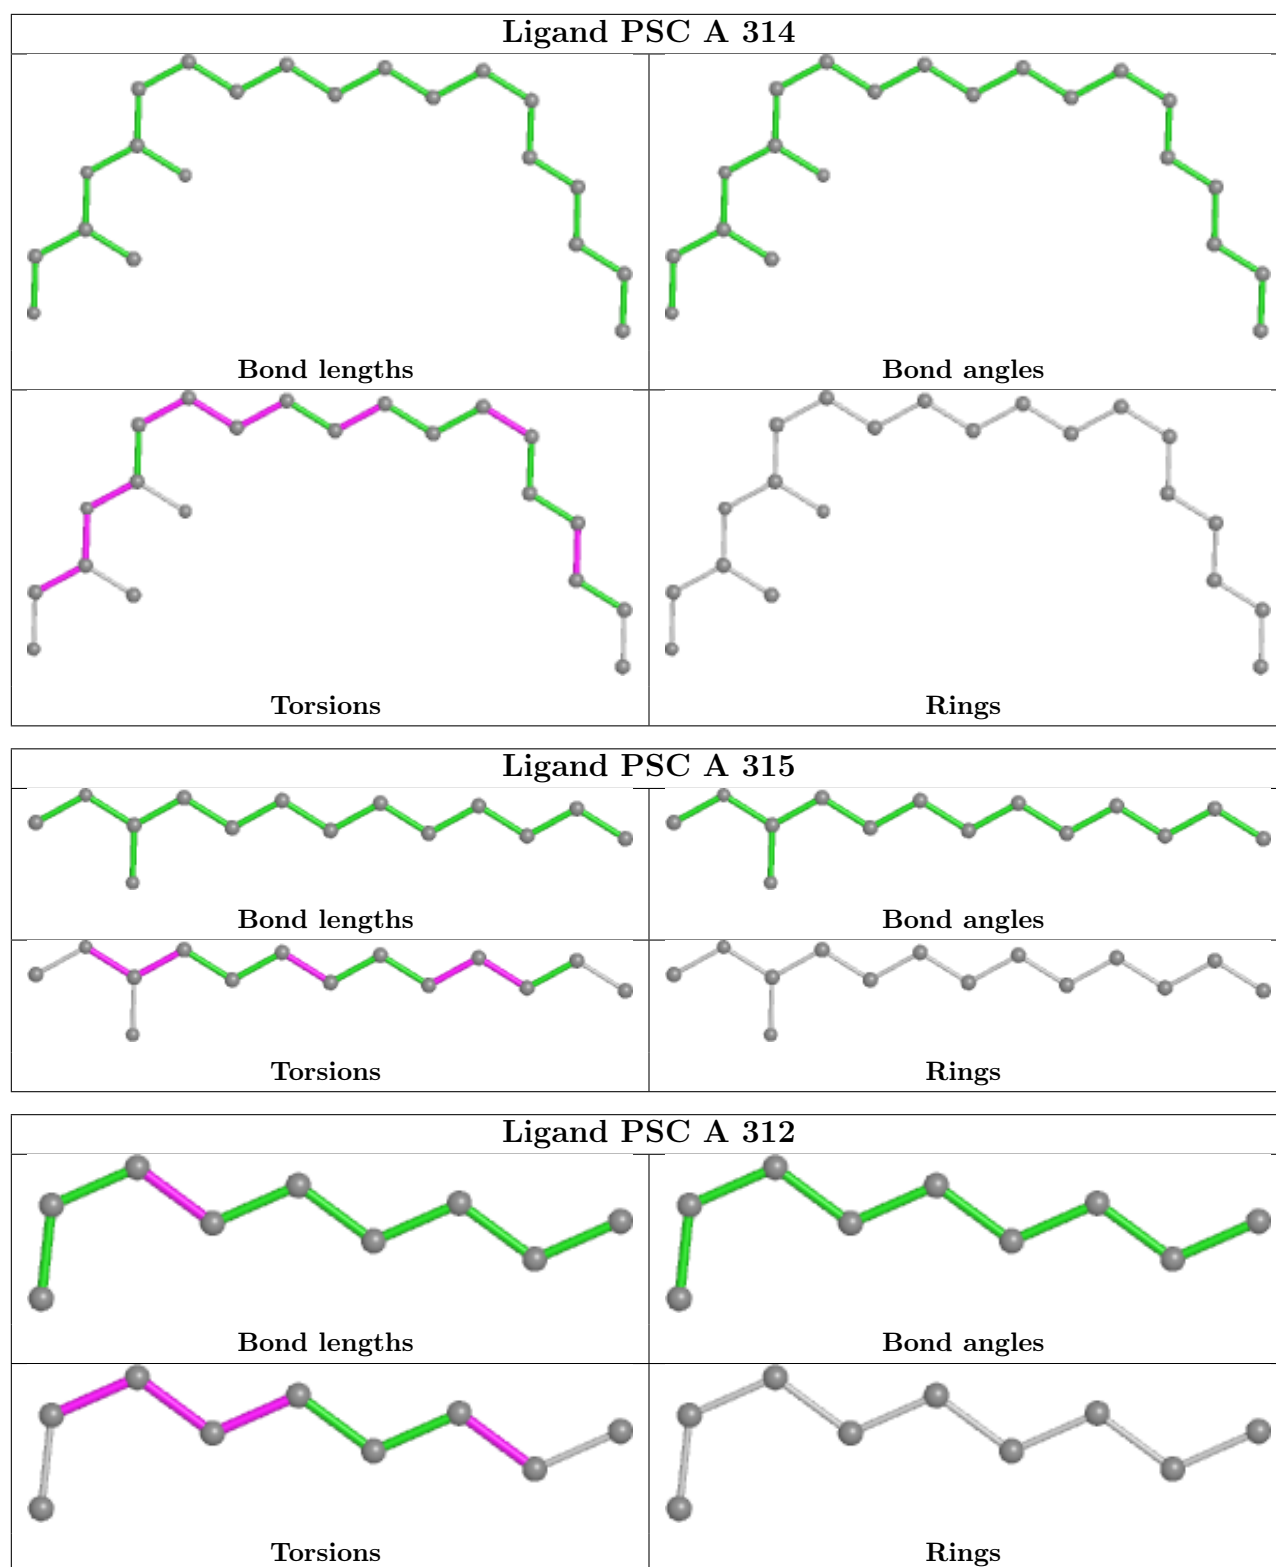 Ligand PSC A 314
Bond lengths
Bond angles
Torsions
Rings
Ligand PSC A 315
Bond lengths
Bond angles
Torsions
Rings
Ligand PSC A 312
Bond lengths
Bond angles
Torsions
Rings